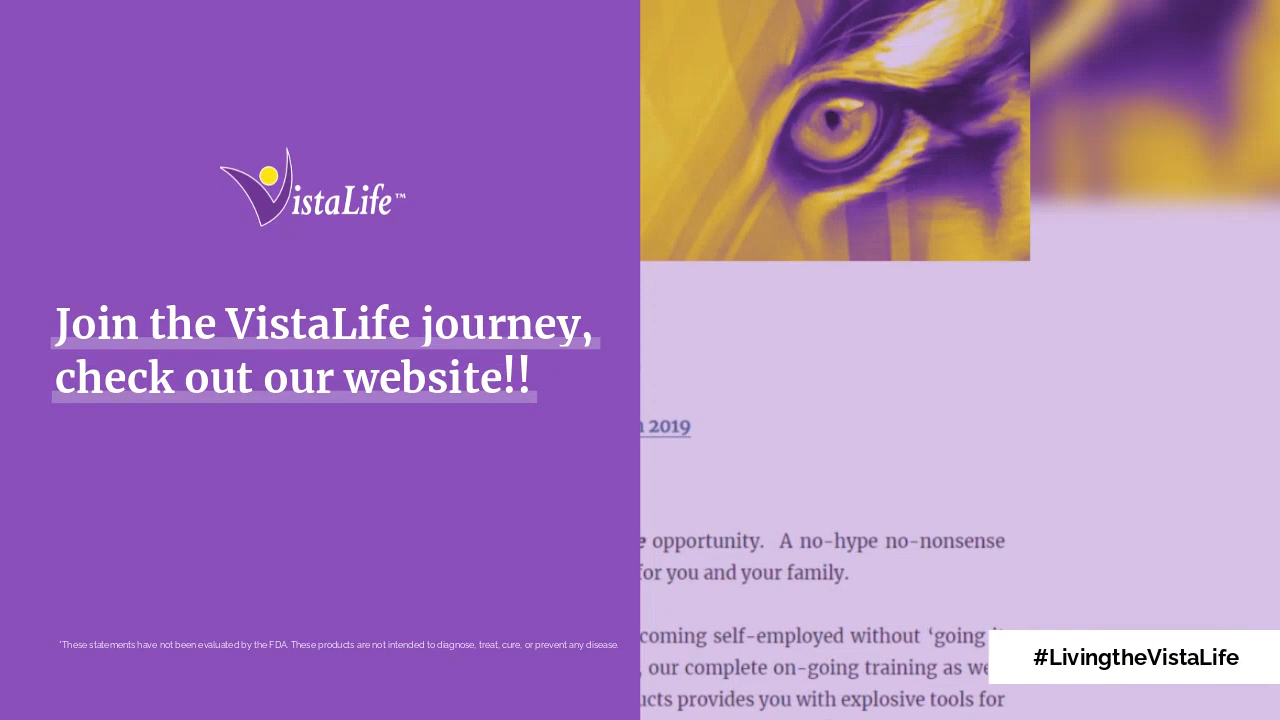 VistaLife™
Join the VistaLife journey,
check out our website!!
*These statements have not been evaluated by the FDA. These products are not intended to diagnose, treat, cure, or prevent any disease.
2019
opportunity. A no-hype no-nonsense
for you and your family.
coming self-employed without ‘going
, our complete on-going training as
provides you with explosive tools for
#LivingtheVistaLife